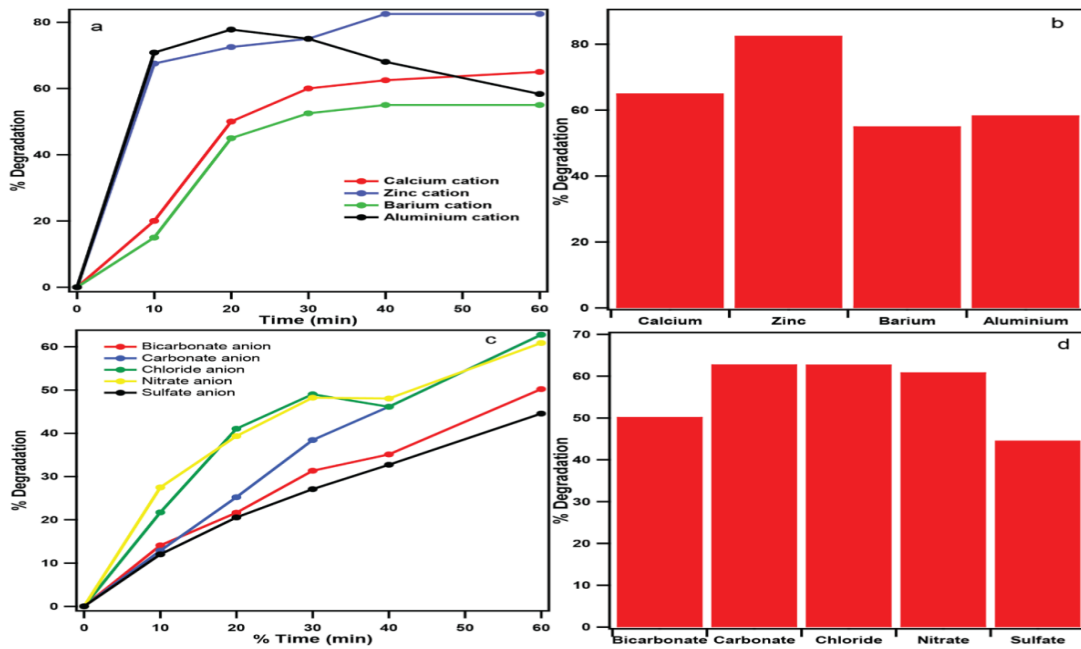 a
80
60
40
20
0
% Degradation
Calcium cation
Zinc cation
Barium cation
Aluminium cation
0 10 20 30 40 50 60
Time (min)
b
80
60
40
20
0
% Degradation
Calcium Zinc Barium Aluminium
c
60
50
40
30
20
10
0
% Degradation
Bicarbonate anion
Carbonate anion
Chloride anion
Nitrate anion
Sulfate anion
0 10 20 30 40 50 60
% Time (min)
d
70
60
50
40
30
20
10
0
% Degradation
Bicarbonate Carbonate Chloride Nitrate Sulfate